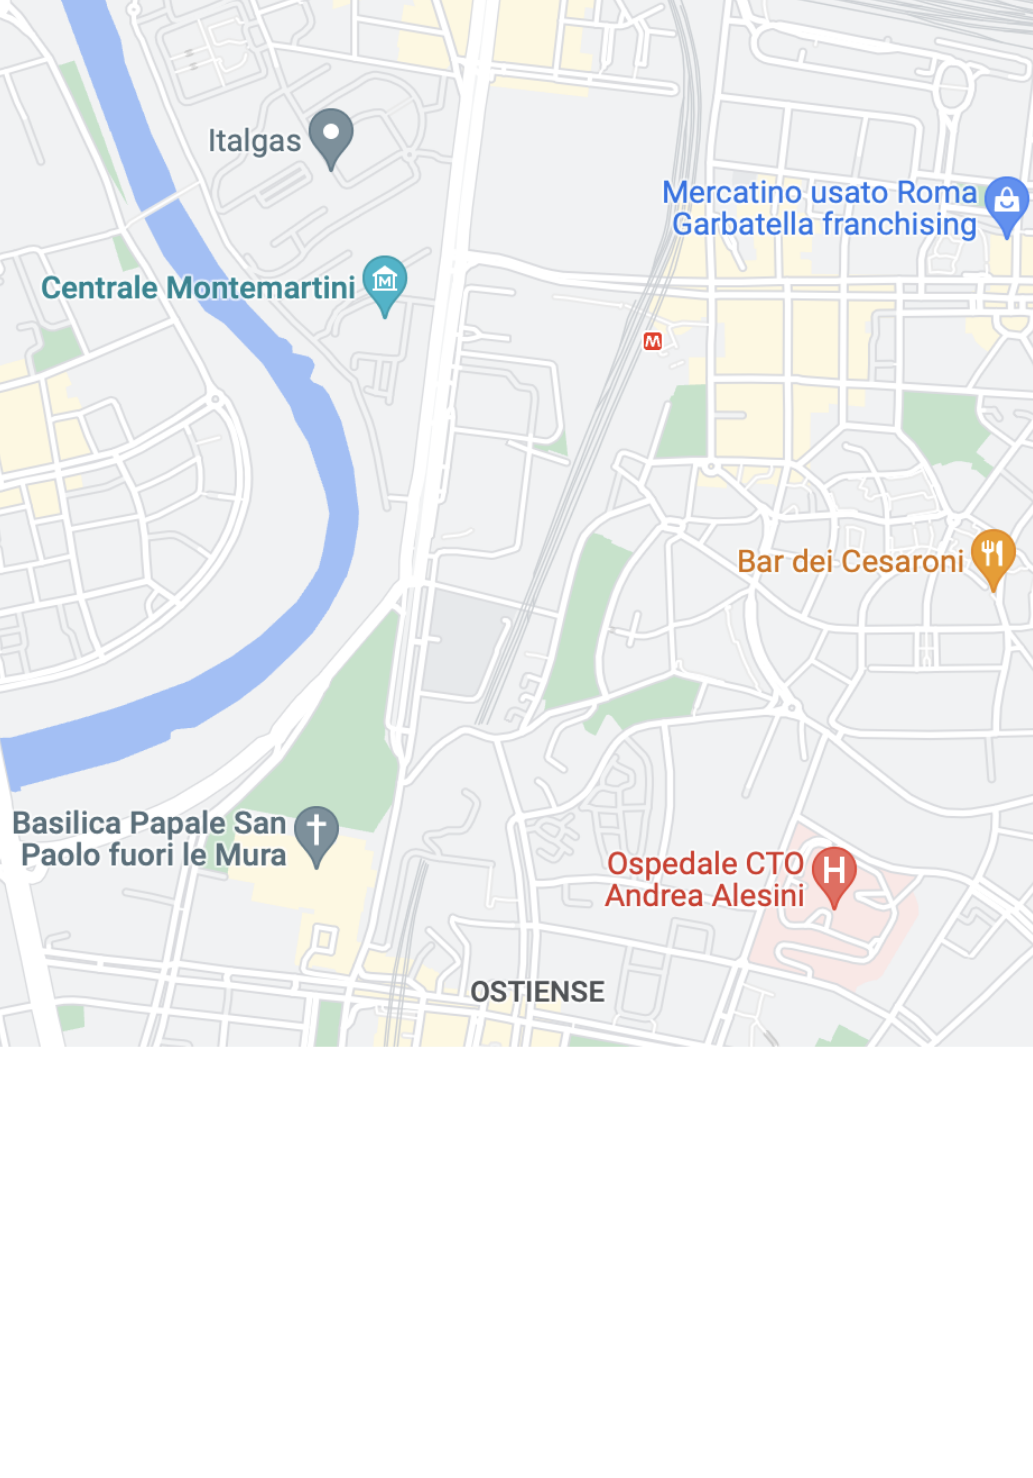 Italgas
Mercatino usato Roma
Garbatella franchising
Centrale Montemartini
M
M
Bar dei Cesaroni
Basilica Papale San
Paolo fuori le Mura
Ospedale CTO
Andrea Alesini
H
OSTIENSE